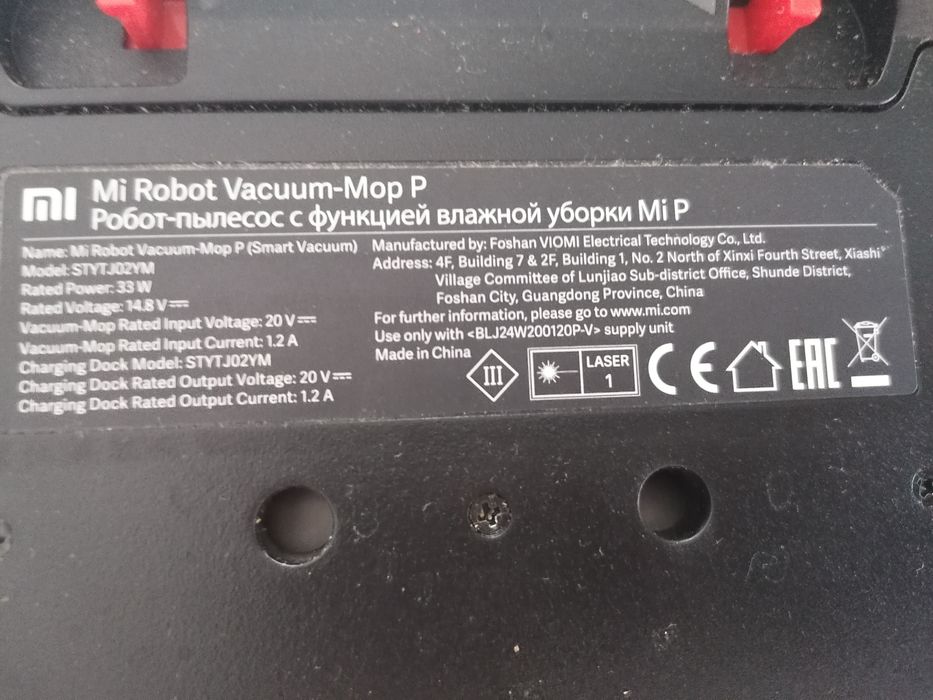 mi
Mi Robot Vacuum-Mop P
Робот-пылесос с функцией влажной уборки Mi P
Name: Mi Robot Vacuum-Mop P (Smart Vacuum)
Model: STYTJ02YM
Rated Power: 33 W
Rated Voltage: 14.8 V⎓
Vacuum-Mop Rated Input Voltage: 20 V⎓
Vacuum-Mop Rated Input Current: 1.2 A
Charging Dock Model: STYTJ02YM
Charging Dock Rated Output Voltage: 20 V⎓
Charging Dock Rated Output Current: 1.2 A
Manufactured by: Foshan VIOMI Electrical Technology Co., Ltd.
Address: 4F, Building 7 & 2F, Building 1, No. 2 North of Xinxi Fourth Street, Xiashi
Village Committee of Lunjiao Sub-district Office, Shunde District,
Foshan City, Guangdong Province, China
For further information, please go to www.mi.com
Use only with <BLJ24W200120P-V> supply unit
Made in China
III
LASER
1
CE
EAC